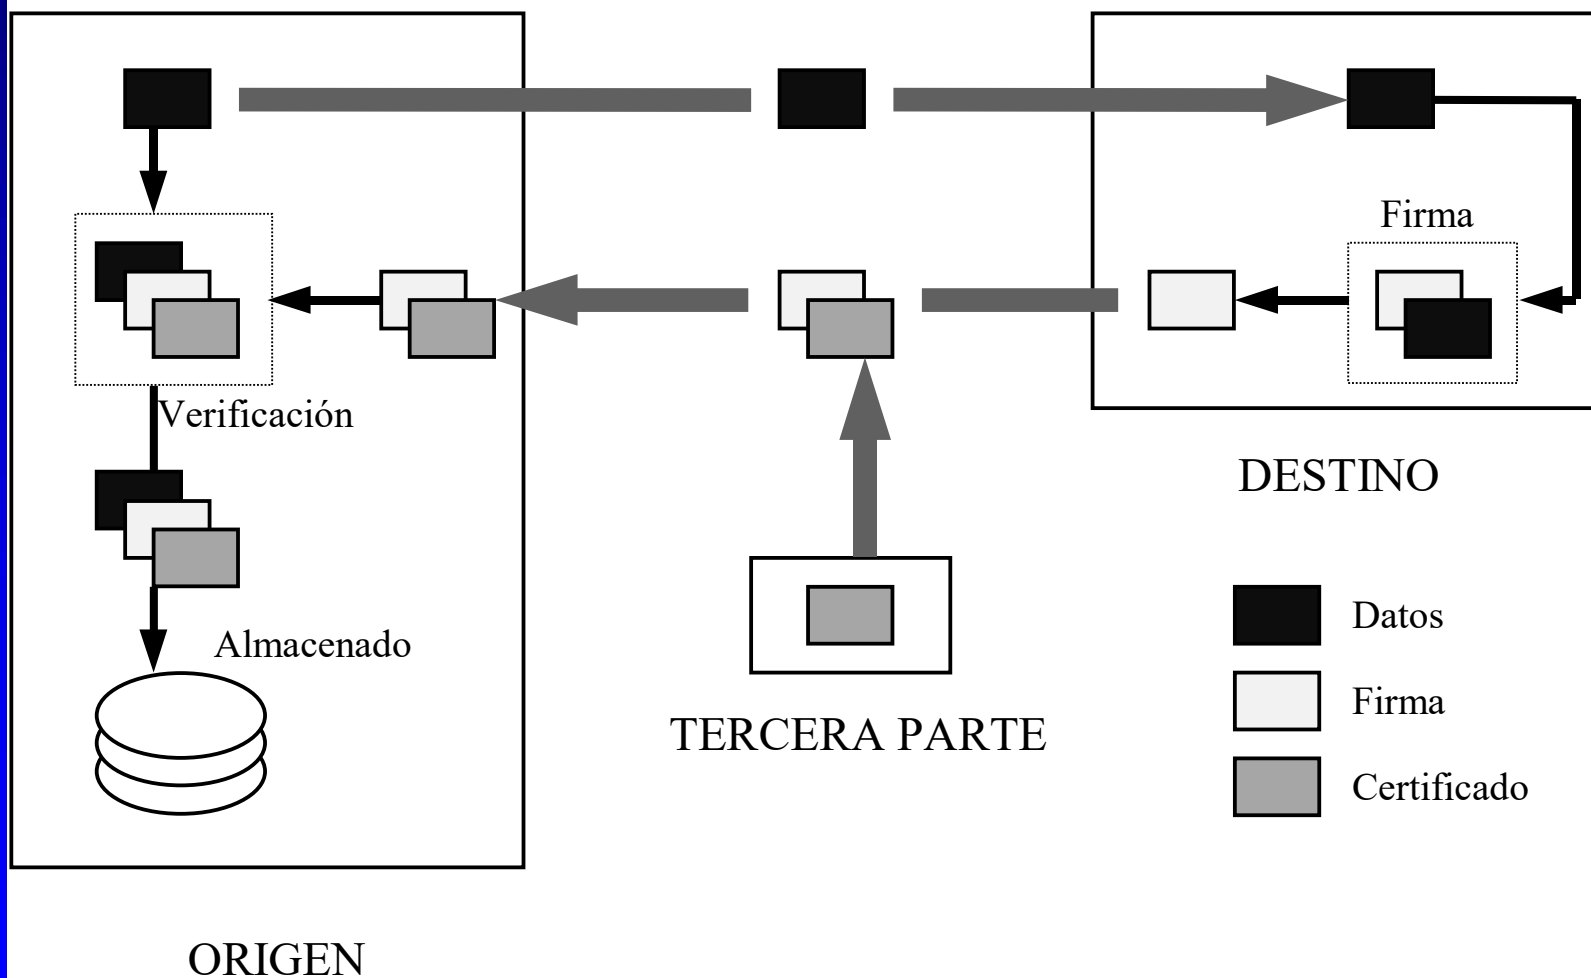 Firma
Verificación
DESTINO
Datos
Almacenado
Firma
TERCERA PARTE
Certificado
ORIGEN